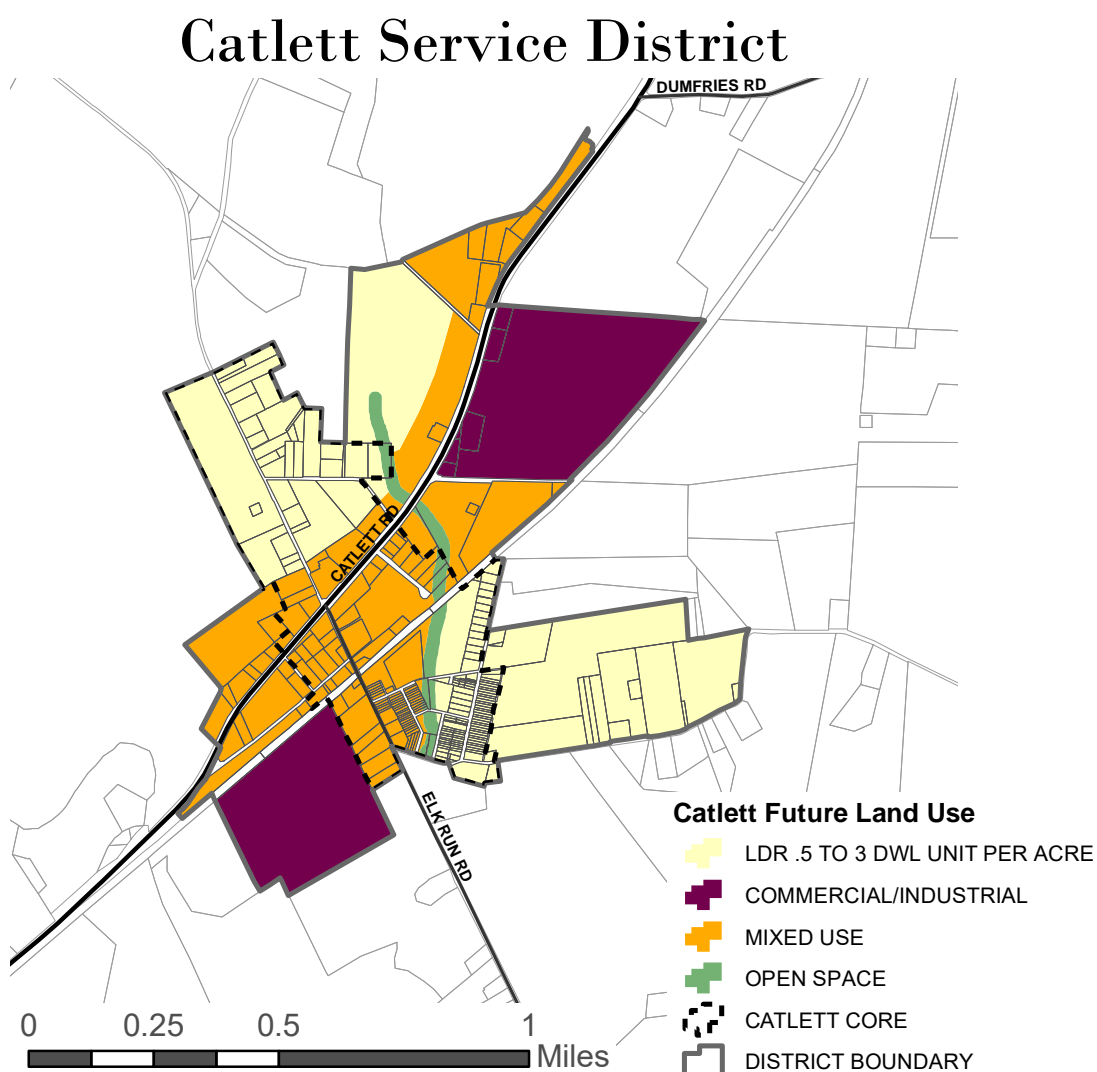 Catlett Service District
DUMFRIES RD
CATLETT RD
ELK RUN RD
Catlett Future Land Use
LDR .5 TO 3 DWL UNIT PER ACRE
COMMERCIAL/INDUSTRIAL
MIXED USE
OPEN SPACE
CATLETT CORE
DISTRICT BOUNDARY
0 0.25 0.5 1
Miles